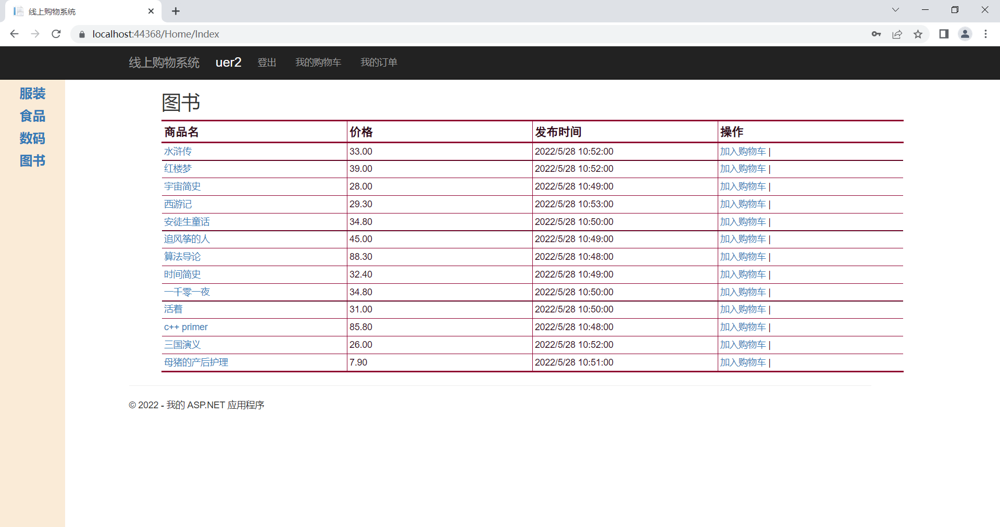 线上购物系统
localhost:44368/Home/Index
线上购物系统 uer2 登出 我的购物车 我的订单
服装
食品
数码
图书
图书
商品名 价格 发布时间 操作
水浒传 33.00 2022/5/28 10:52:00 加入购物车 |
红楼梦 39.00 2022/5/28 10:52:00 加入购物车 |
宇宙简史 28.00 2022/5/28 10:49:00 加入购物车 |
西游记 29.30 2022/5/28 10:53:00 加入购物车 |
安徒生童话 34.80 2022/5/28 10:50:00 加入购物车 |
追风筝的人 45.00 2022/5/28 10:49:00 加入购物车 |
算法导论 88.30 2022/5/28 10:48:00 加入购物车 |
时间简史 32.40 2022/5/28 10:49:00 加入购物车 |
一千零一夜 34.80 2022/5/28 10:50:00 加入购物车 |
活着 31.00 2022/5/28 10:50:00 加入购物车 |
c++ primer 85.80 2022/5/28 10:48:00 加入购物车 |
三国演义 26.00 2022/5/28 10:52:00 加入购物车 |
母猪的产后护理 7.90 2022/5/28 10:51:00 加入购物车 |
© 2022 - 我的 ASP.NET 应用程序